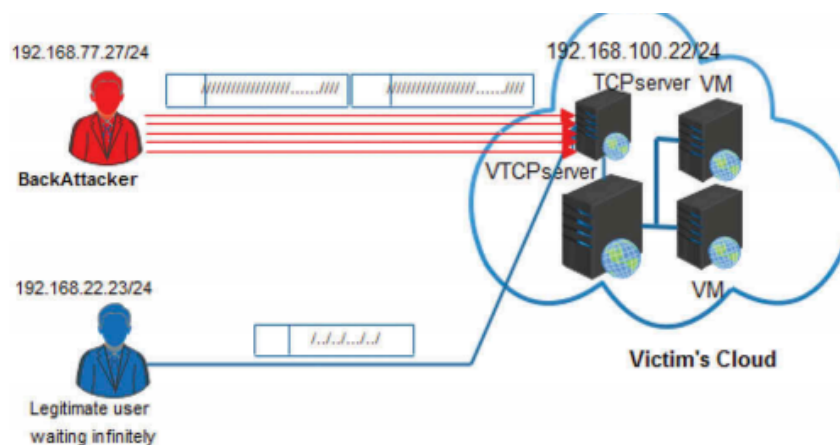 192.168.77.27/24
192.168.100.22/24
TCPserver VM
/////////////////......////
/////////////////......////
BackAttacker
VTCPserver
192.168.22.23/24
/../../.../../
VM
Victim's Cloud
Legitimate user
waiting infinitely